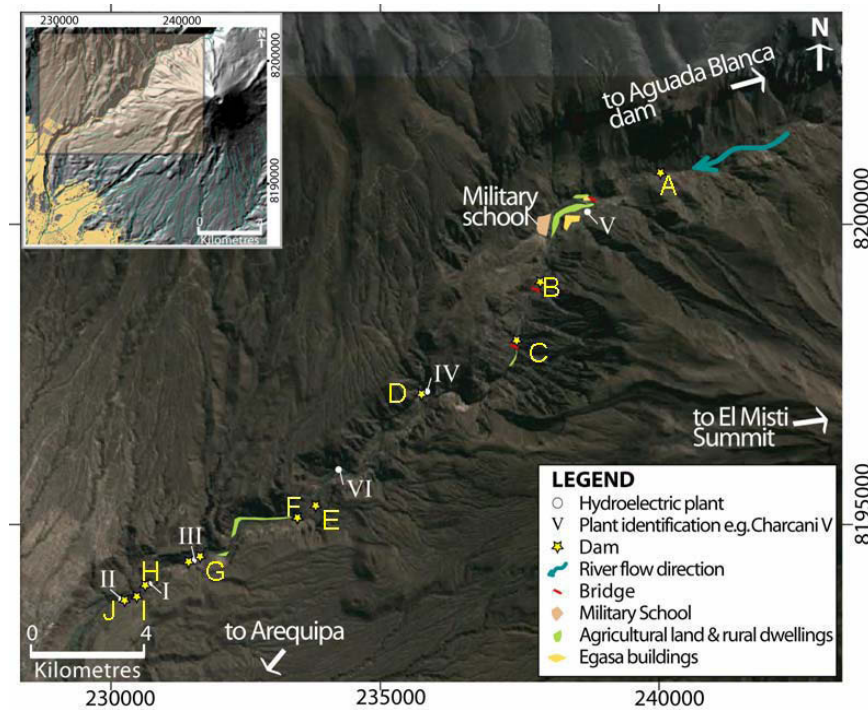 230000
240000
N
8200000
8190000
0
Kilometres
N
to Aguada Blanca
dam
A
Military
school
V
8200000
B
C
D
IV
to El Misti
Summit
VI
F
E
III
G
H
II
I
J
I
0
4
Kilometres
to Arequipa
8195000
LEGEND
Hydroelectric plant
V Plant identification e.g. Charcani V
Dam
River flow direction
Bridge
Military School
Agricultural land & rural dwellings
Egasa buildings
230000
235000
240000